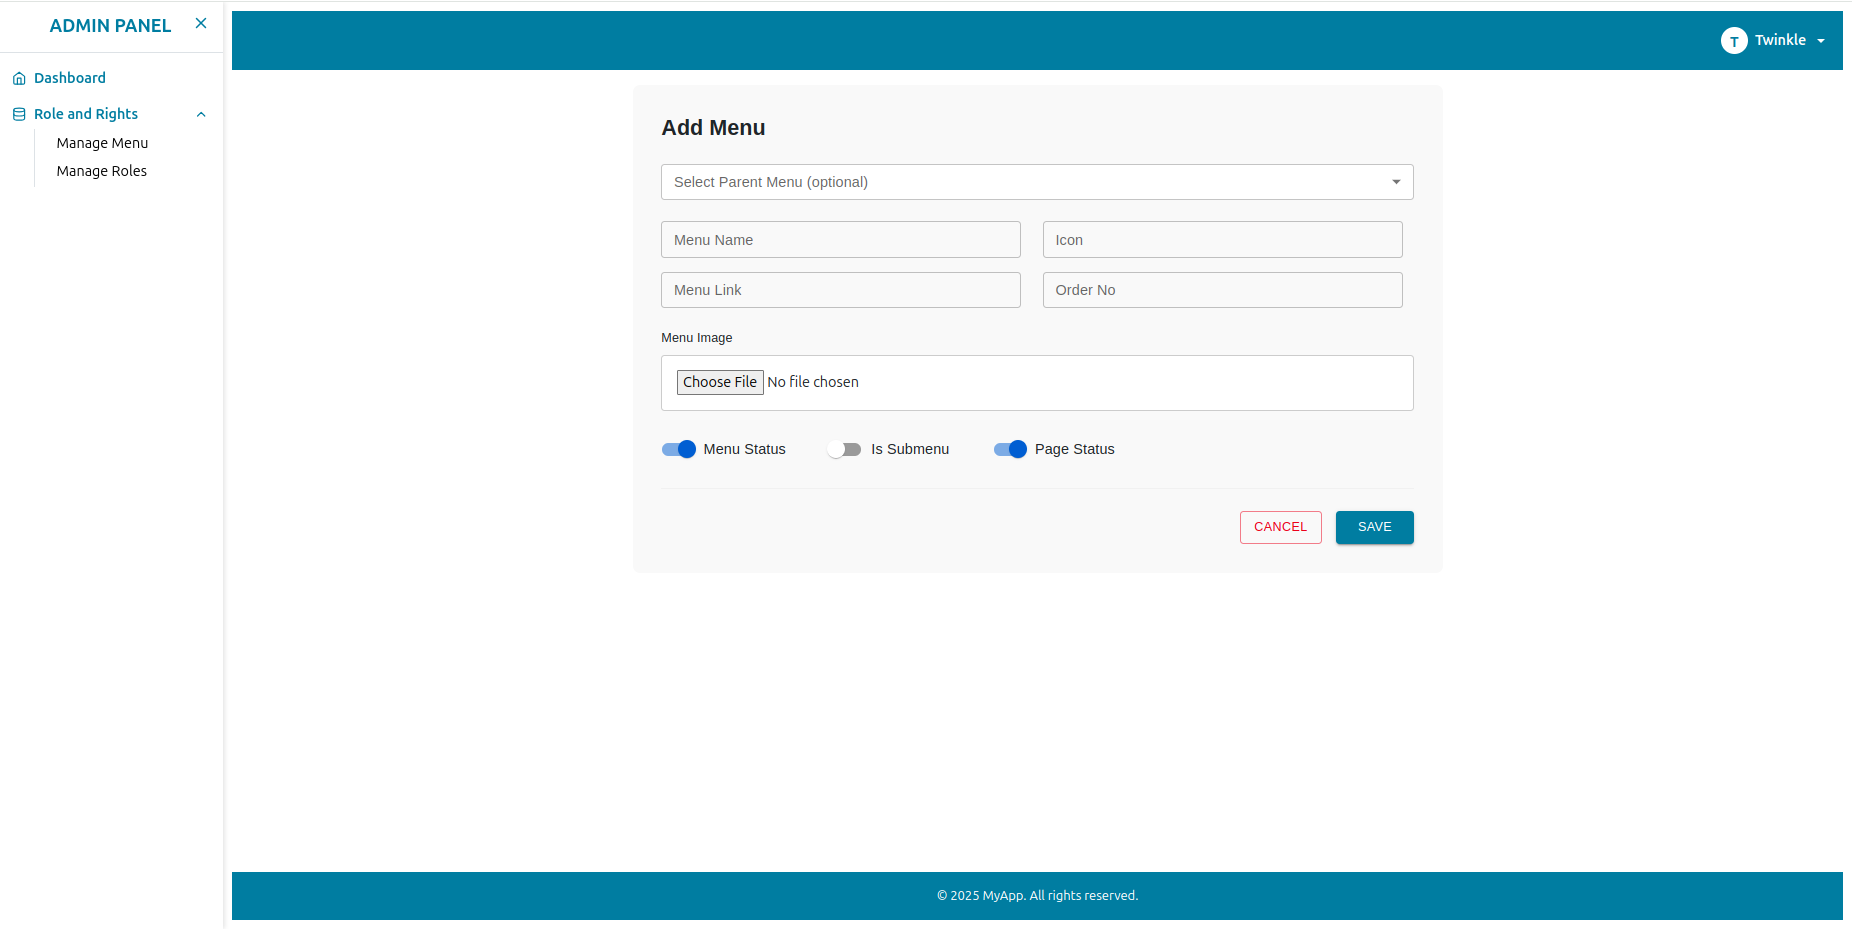 ADMIN PANEL
Dashboard
Role and Rights
Manage Menu
Manage Roles
T Twinkle
Add Menu
Select Parent Menu (optional)
Menu Name
Icon
Menu Link
Order No
Menu Image
Choose File No file chosen
Menu Status
Is Submenu
Page Status
CANCEL
SAVE
© 2025 MyApp. All rights reserved.